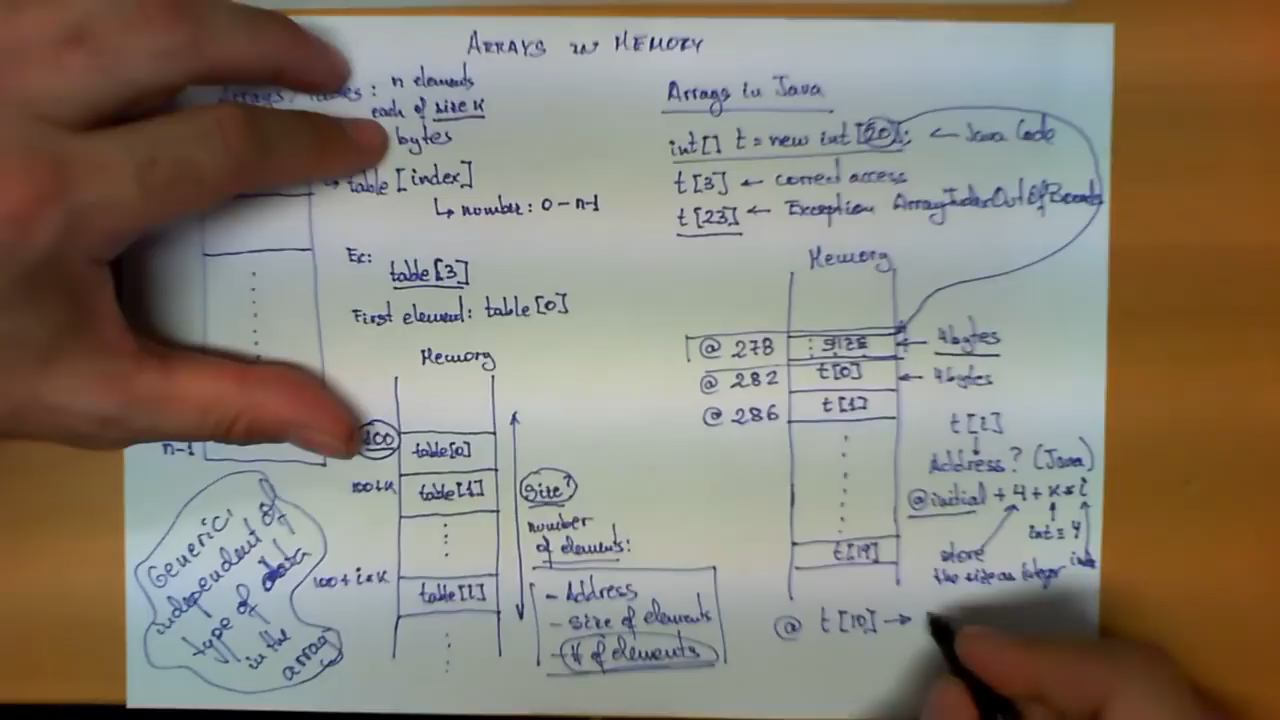 ARRAYS IN MEMORY
: n elements
each of size K
bytes
table [index]
↳ number: 0 - n-1
Ex:
table [3]
First element: table [0]
n-1
Memory
100
table[0]
100+K
table[1]
100+i*K
table[i]
Size?
number
of elements:
- Address
- Size of elements
- # of elements
Generic:
independent of
type of data
in the
array
Arrays in Java
int[] t = new int [20]; ← Java Code
t[3] ← correct access
t[23] ← Exception ArrayIndexOutOfBounds
Memory
@ 278 SIZE ← 4 bytes
@ 282 t[0] ← 4 bytes
@ 286 t[1]
t[19]
t[i]
Address? (Java)
@initial + 4 + K * i
int = 4
store
the size as integer
@ t[10] →